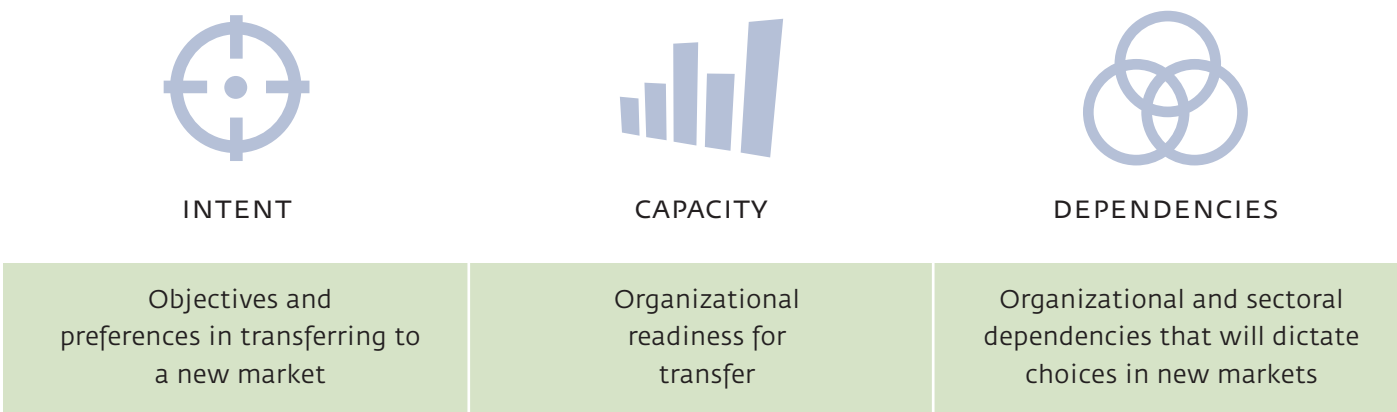 INTENT
CAPACITY
DEPENDENCIES
Objectives and
preferences in transferring to
a new market
Organizational
readiness for
transfer
Organizational and sectoral
dependencies that will dictate
choices in new markets